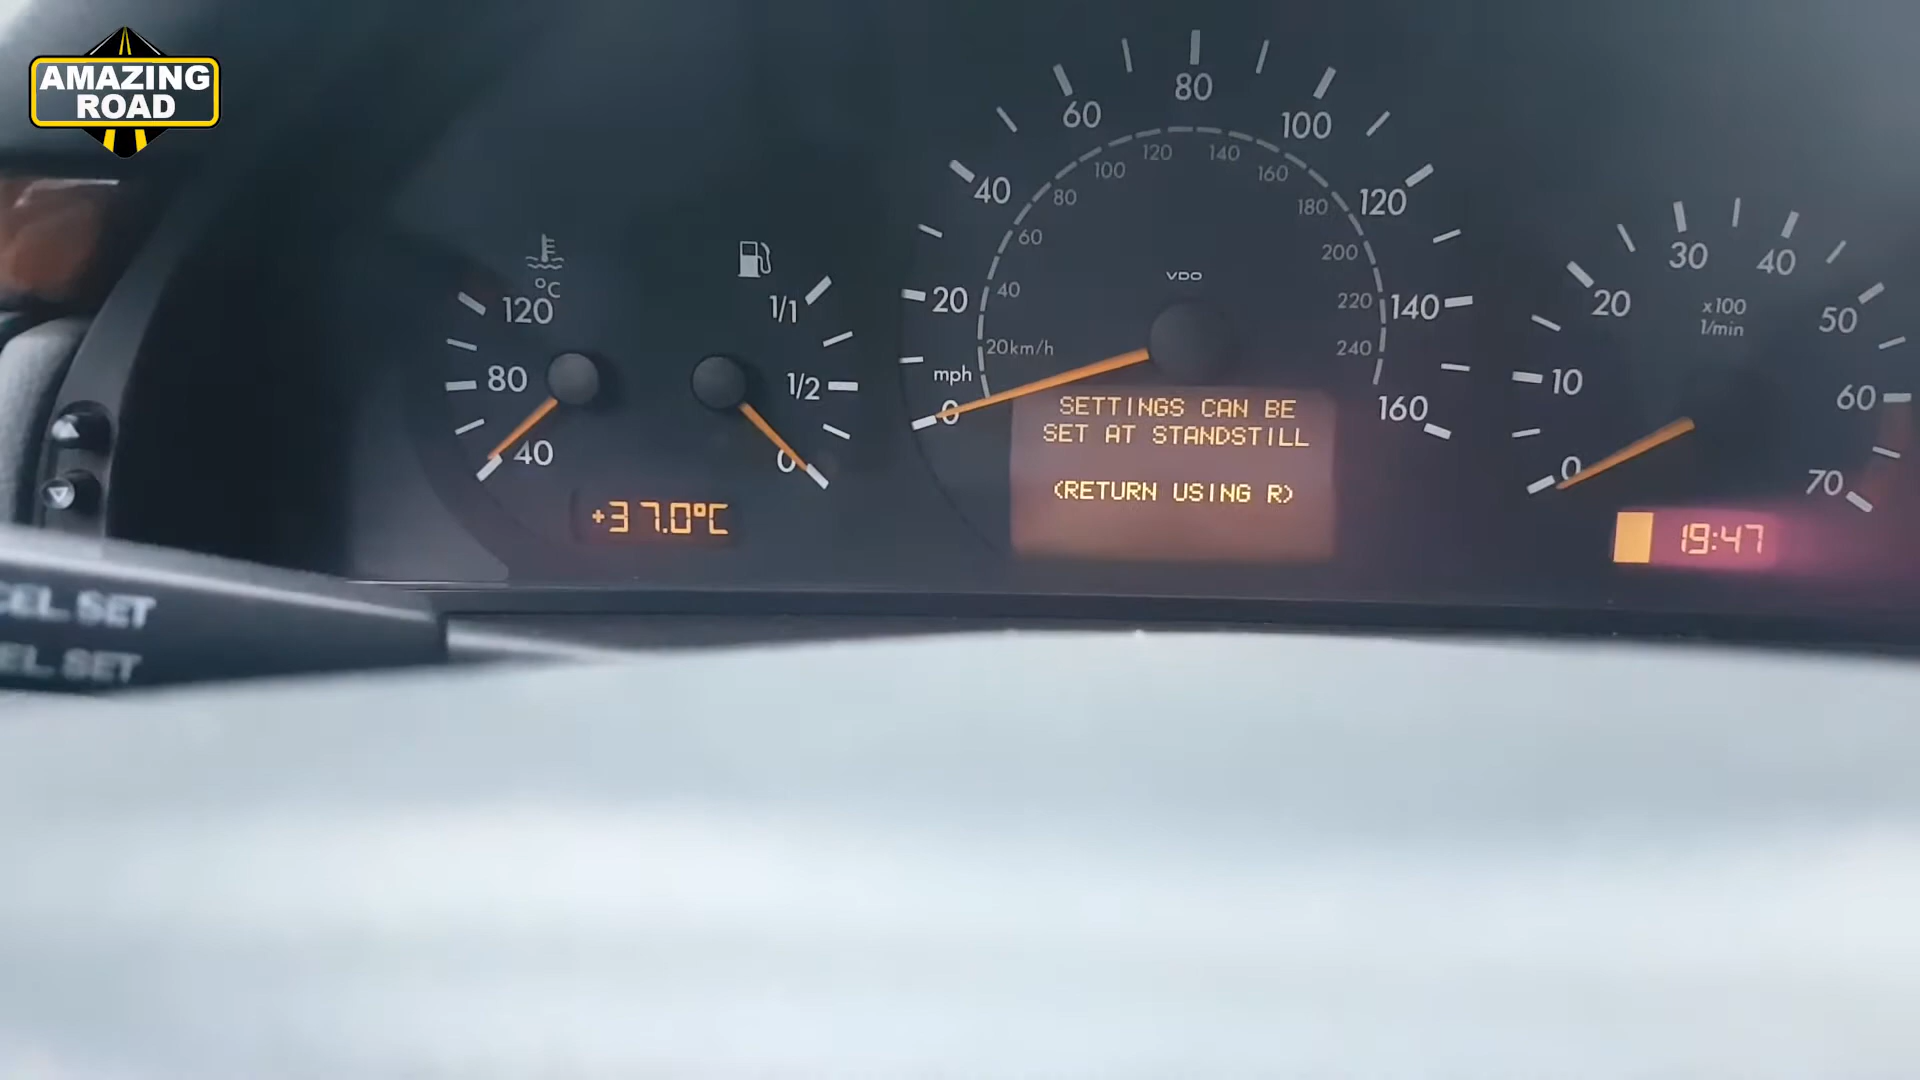 AMAZING
ROAD
°C
120
80
40
+37.0°C
1/1
1/2
0
0
20
40
60
80
100
120
140
160
mph
20km/h
40
60
80
100
120
140
160
180
200
220
240
VDO
SETTINGS CAN BE
SET AT STANDSTILL
(RETURN USING R)
0
10
20
30
40
50
60
70
x100
1/min
19:47
CEL SET
EL SET